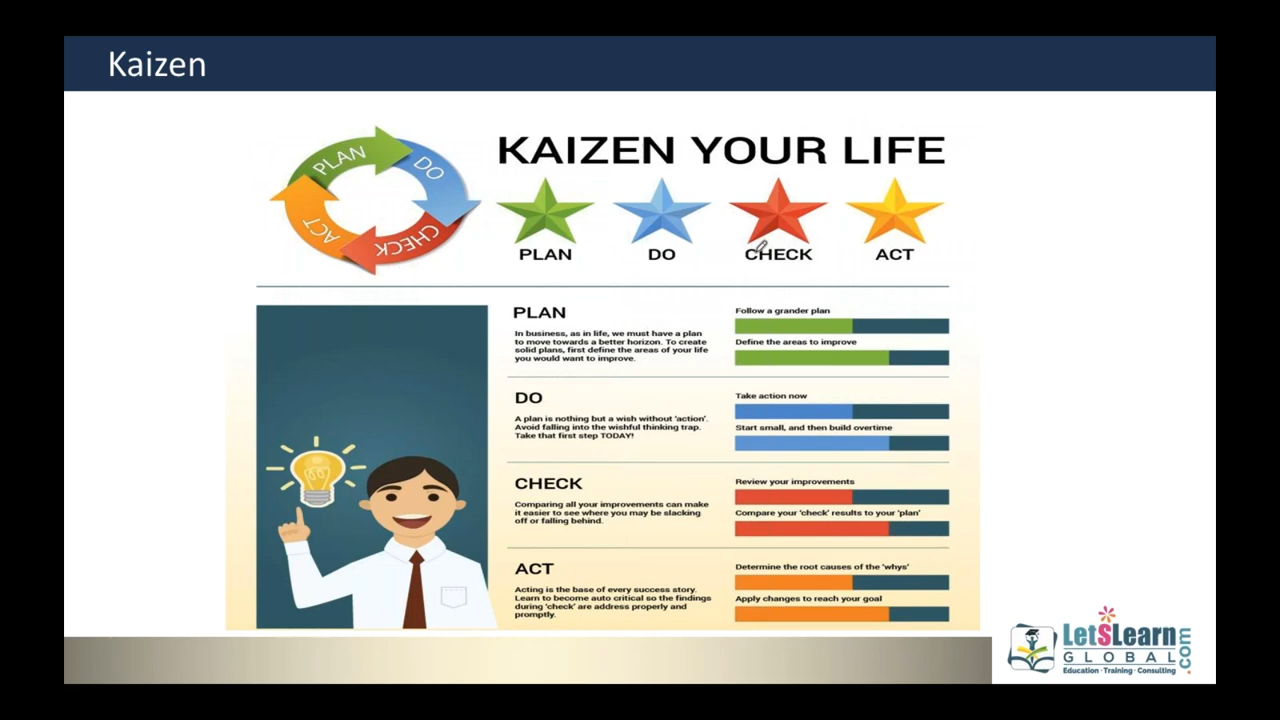 Kaizen
PLAN
DO
CHECK
ACT
KAIZEN YOUR LIFE
PLAN
DO
CHECK
ACT
PLAN
In business, as in life, we must have a plan
to move towards a better horizon. To create
solid plans, first define the areas of your life
you would want to improve.
Follow a grander plan
Define the areas to improve
DO
A plan is nothing but a wish without 'action'.
Avoid falling into the wishful thinking trap.
Take that first step TODAY!
Take action now
Start small, and then build overtime
CHECK
Comparing all your improvements can make
it easier to see where you may be slacking
off or falling behind.
Review your improvements
Compare your 'check' results to your 'plan'
ACT
Acting is the base of every success story.
Learn to become auto critical so the findings
during 'check' are address properly and
promptly.
Determine the root causes of the 'whys'
Apply changes to reach your goal
LetSLearn
GLOBAL
.com
Education · Training · Consulting